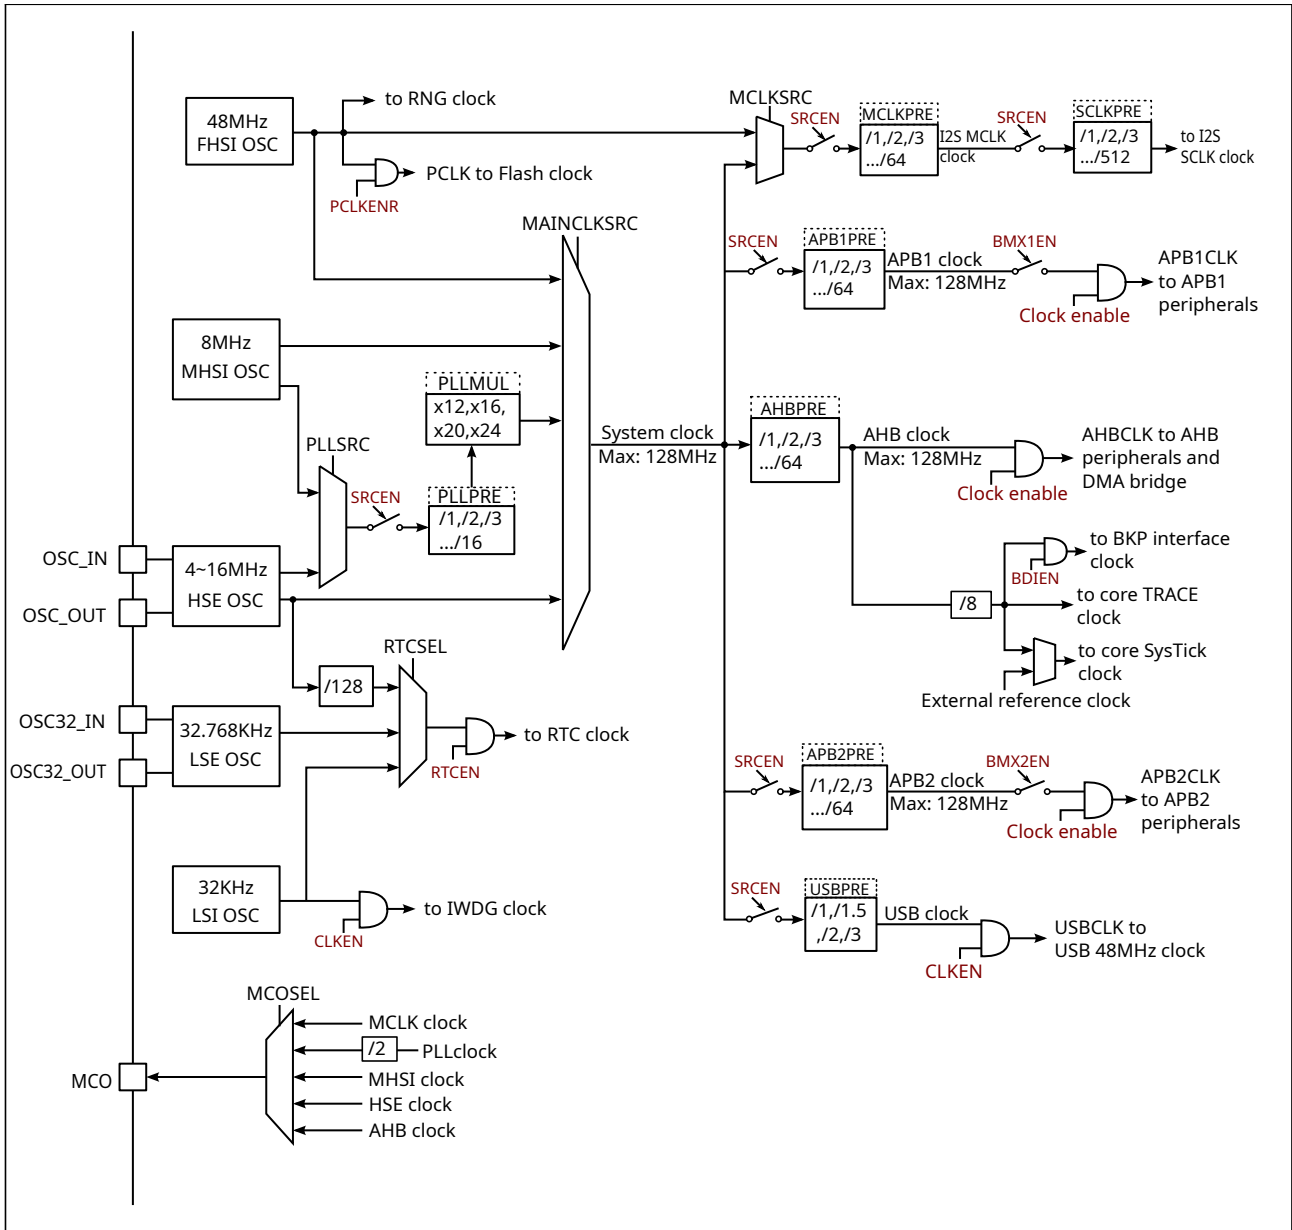 to RNG clock
48MHz
FHSI OSC
PCLK to Flash clock
PCLKENR
MCLKSRC
SRCEN
MCLKPRE
/1,/2,/3
.../64
I2S MCLK
clock
SRCEN
SCLKPRE
/1,/2,/3
.../512
to I2S
SCLK clock
MAINCLKSRC
SRCEN
APB1PRE
/1,/2,/3
.../64
APB1 clock
Max: 128MHz
BMX1EN
Clock enable
APB1CLK
to APB1
peripherals
8MHz
MHSI OSC
PLLMUL
x12,x16,
x20,x24
PLLSRC
SRCEN
PLLPRE
/1,/2,/3
.../16
System clock
Max: 128MHz
AHBPRE
/1,/2,/3
.../64
AHB clock
Max: 128MHz
Clock enable
AHBCLK to AHB
peripherals and
DMA bridge
OSC_IN
OSC_OUT
4~16MHz
HSE OSC
to BKP interface
clock
BDIEN
/8
to core TRACE
clock
to core SysTick
clock
External reference clock
RTCSEL
/128
OSC32_IN
OSC32_OUT
32.768KHz
LSE OSC
RTCEN
to RTC clock
SRCEN
APB2PRE
/1,/2,/3
.../64
APB2 clock
Max: 128MHz
BMX2EN
Clock enable
APB2CLK
to APB2
peripherals
32KHz
LSI OSC
CLKEN
to IWDG clock
SRCEN
USBPRE
/1,/1.5
,/2,/3
USB clock
CLKEN
USBCLK to
USB 48MHz clock
MCOSEL
MCLK clock
/2
PLLclock
MHSI clock
HSE clock
AHB clock
MCO